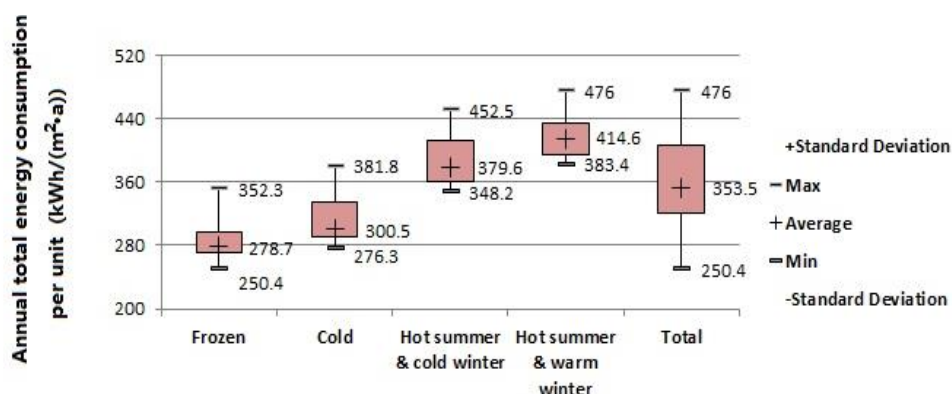 Annual total energy consumption
per unit (kWh/(m²•a))
520
440
360
280
200
352.3
278.7
250.4
381.8
300.5
276.3
452.5
379.6
348.2
476
414.6
383.4
476
353.5
250.4
Frozen
Cold
Hot summer
& cold winter
Hot summer
& warm
winter
Total
+Standard Deviation
Max
Average
Min
-Standard Deviation